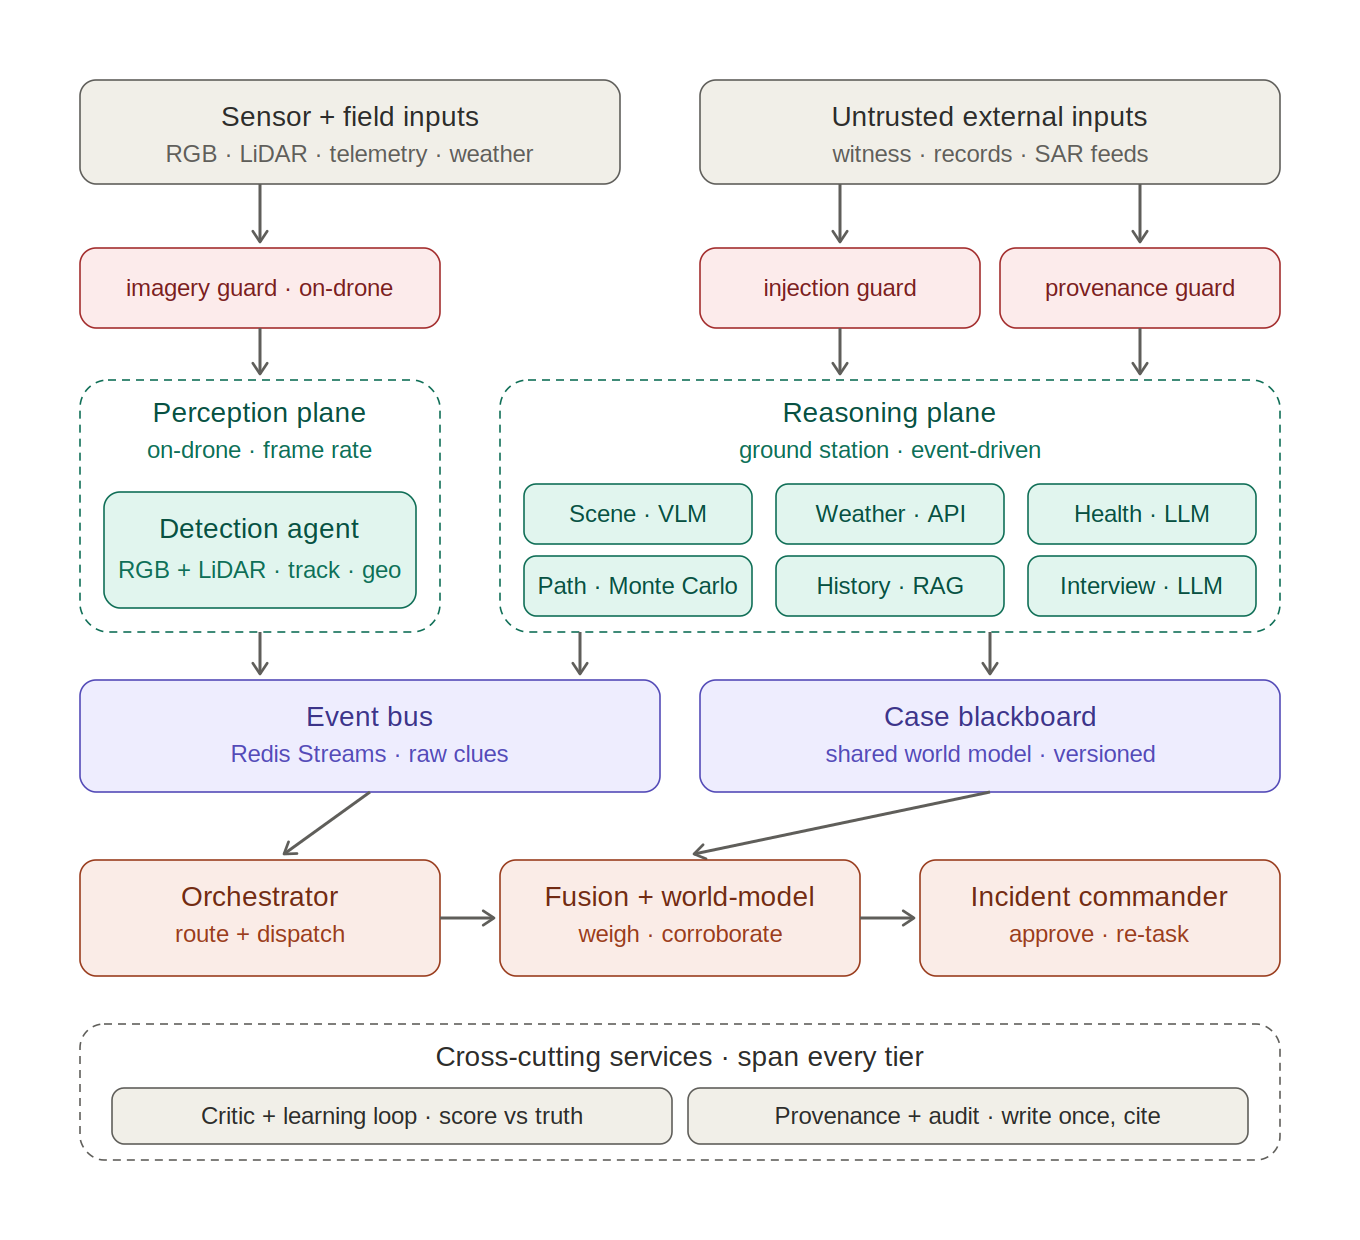 Sensor + field inputs
RGB · LiDAR · telemetry · weather
Untrusted external inputs
witness · records · SAR feeds
imagery guard · on-drone
injection guard
provenance guard
Perception plane
on-drone · frame rate
Detection agent
RGB + LiDAR · track · geo
Reasoning plane
ground station · event-driven
Scene · VLM
Weather · API
Health · LLM
Path · Monte Carlo
History · RAG
Interview · LLM
Event bus
Redis Streams · raw clues
Case blackboard
shared world model · versioned
Orchestrator
route + dispatch
Fusion + world-model
weigh · corroborate
Incident commander
approve · re-task
Cross-cutting services · span every tier
Critic + learning loop · score vs truth
Provenance + audit · write once, cite